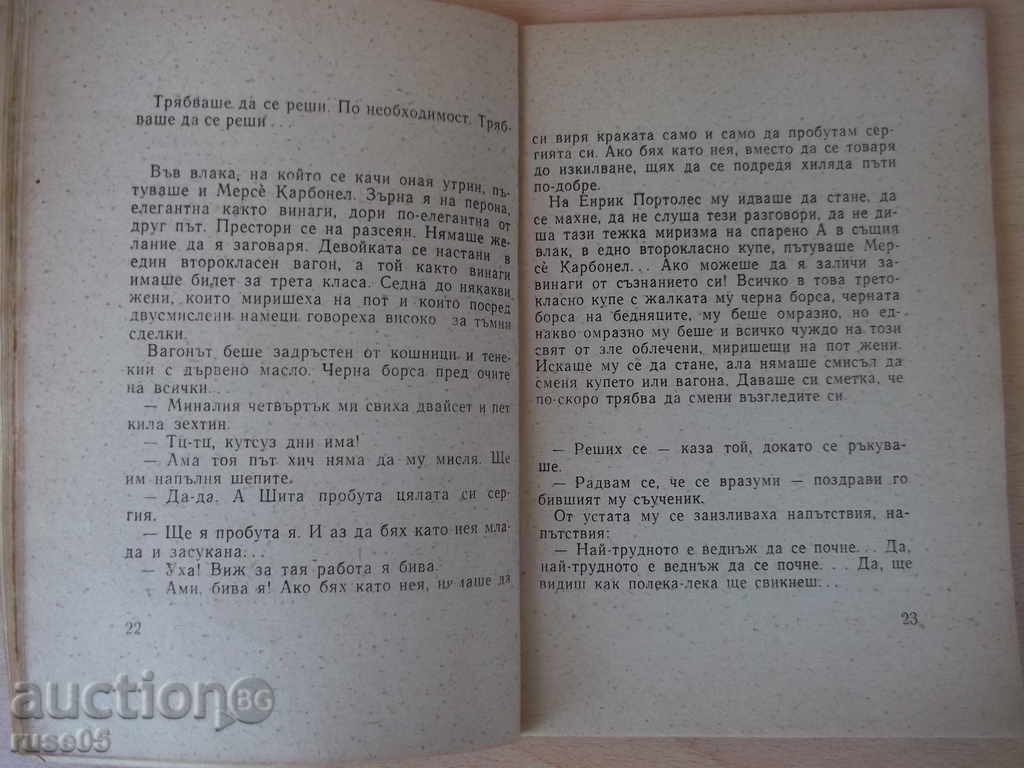 Трябваше да се реши. По необходимост. Тряб-
ваше да се реши...
Във влака, на който се качи оная утрин, пъ-
туваше и Мерсè Карбонел. Зърна я на перона,
елегантна както винаги, дори по-елегантна от
друг път. Престори се на разсеян. Нямаше же-
лание да я заговаря. Девойката се настани в
един второкласен вагон, а той както винаги
имаше билет за трета класа. Седна до някакви
жени, които миришеха на пот и които посред
двусмислени намеци говореха високо за тъмни
сделки.
Вагонът беше задръстен от кошници и тене-
кии с дървено масло. Черна борса пред очите
на всички...
— Миналия четвъртък ми свиха двайсет и пет
кила зехтин.
— Тц-тц, кутсуз дни има!
— Ама тоя път хич няма да му мисля. Ще
им напълня шепите.
— Да-да. А Шита пробута цялата си сер-
гия.
— Ще я пробута я. И аз да бях като нея мла-
да и засукана...
— Уха! Виж за тая работа я бива.
— Ами, бива я! Ако бях като нея, щаше да
22
си виря краката само и само да пробутам сер-
гията си. Ако бях като нея, вместо да се товаря
до изкилване, щях да се подредя хиляда пъти
по-добре.
На Енрик Портолес му идваше да стане, да
се махне, да не слуша тези разговори, да не ди-
ша тази тежка миризма на спарено А в същия
влак, в едно второкласно купе, пътуваше Мер-
сè Карбонел... Ако можеше да я заличи за-
винаги от съзнанието си! Всичко в това трето-
класно купе с жалката му черна борса, черната
борса на бедняците, му беше омразно, но ед-
накво омразно му беше и всичко чуждо на този
свят от зле облечени, миришещи на пот жени.
Искаше му се да стане, ала нямаше смисъл да
сменя купето или вагона. Даваше си сметка, че
по-скоро трябва да смени възгледите си.
— Реших се — каза той, докато се ръкува-
ше.
— Радвам се, че се вразуми — поздрави го
бившият му съученик.
От устата му се заизливаха напътствия, на-
пътствия:
— Най-трудното е веднъж да се почне... Да,
най-трудното е веднъж да се почне... Да, ще
видиш как полека-лека ще свикнеш...
23
auction BG
ruse05